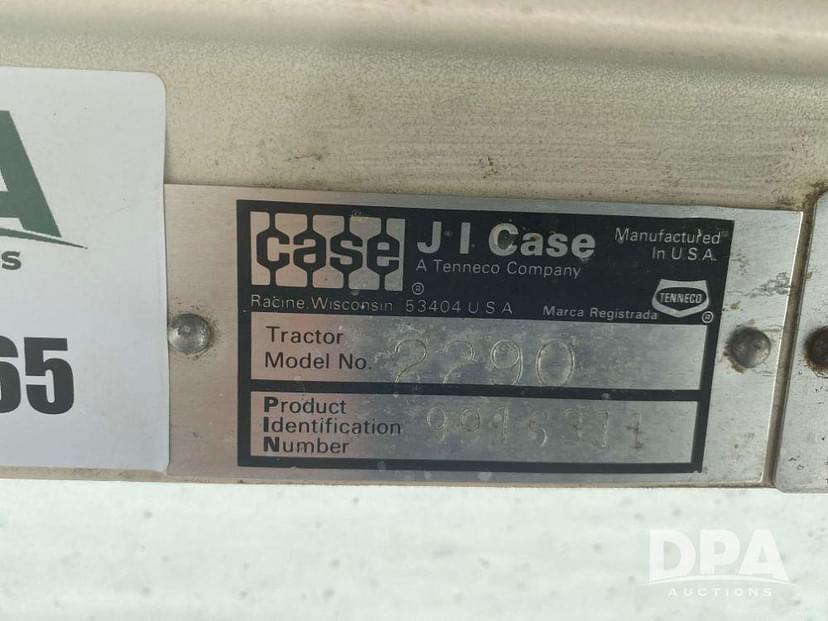 A
S
65
case
J I Case
A Tenneco Company
®
Manufactured
In U.S.A.
Racine, Wisconsin 53404 U S A
Marca Registrada
TENNECO
®
Tractor
Model No. 2290
Product
Identification
Number
DPA
AUCTIONS